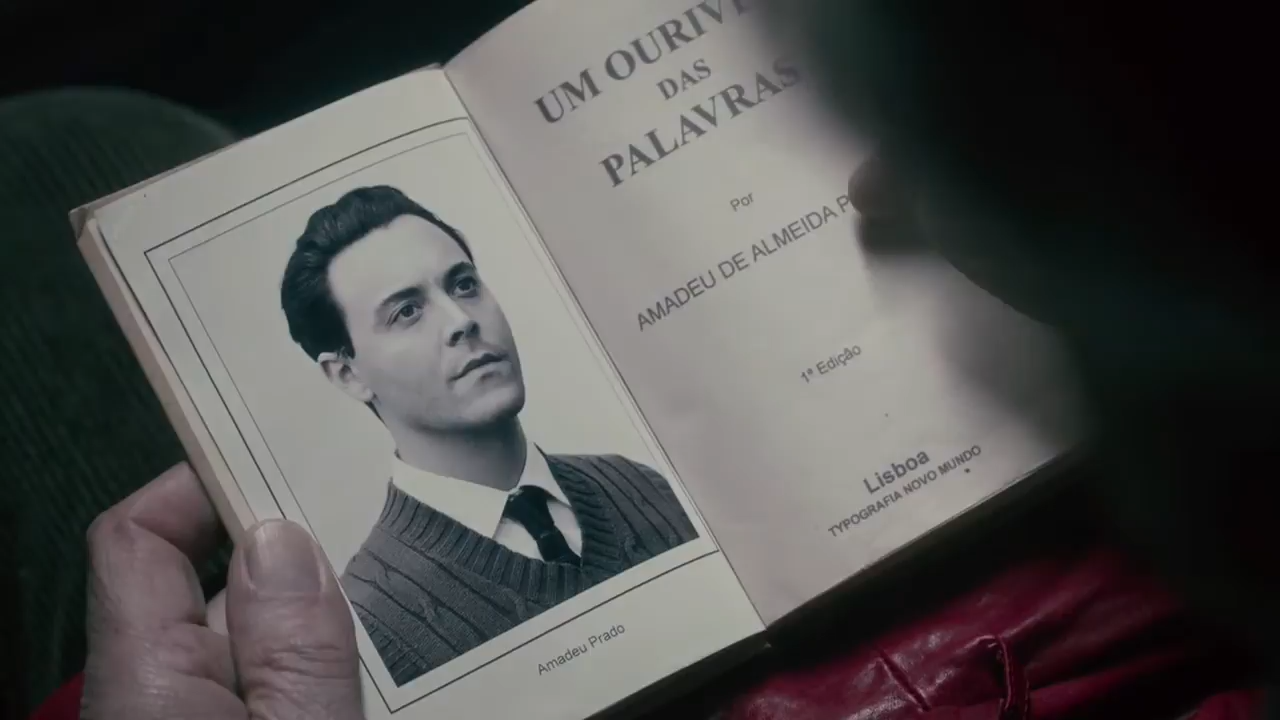 Amadeu Prado
UM OURIV
DAS
PALAVRAS
Por
AMADEU DE ALMEIDA P
1ª Edição
Lisboa
TYPOGRAFIA NOVO MUNDO